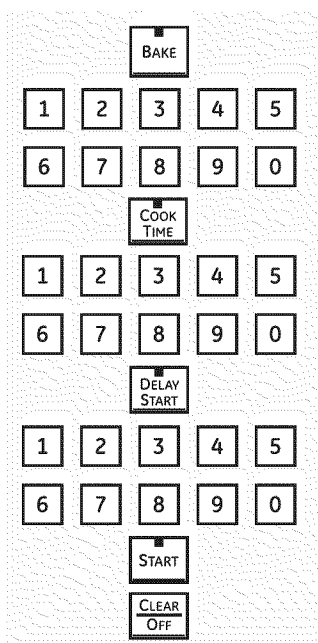 BAKE
1 2 3 4 5
6 7 8 9 0
COOK
TIME
1 2 3 4 5
6 7 8 9 0
DELAY
START
1 2 3 4 5
6 7 8 9 0
START
CLEAR
OFF